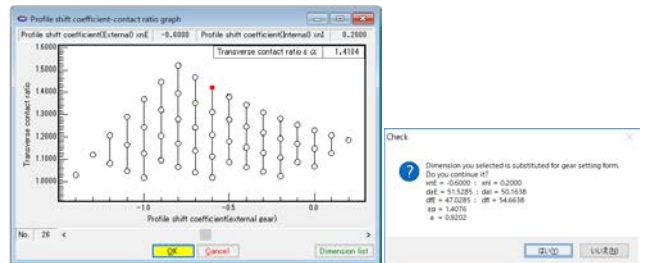 Profile shift coefficient-contact ratio graph
Profile shift coefficient(External) xnE -0.6000 Profile shift coefficient(Internal) xnI 0.2000
Transverse contact ratio ε α 1.4104
1.6000
1.5000
1.4000
1.3000
1.2000
1.1000
1.0000
Transverse contact ratio
-1.0 -0.5 0.0
Profile shift coefficient(external gear)
No. 26 < >
OK Cancel Dimension list
Check
Dimension you selected is substituted for gear setting form.
Do you continue it?
xnE = -0.6000 : xnI = 0.2000
daE = 51.5285 : daI = 50.1638
dfE = 47.0285 : dfI = 54.6638
εα = 1.4076
a = 0.9202
はい(Y) いいえ(N)